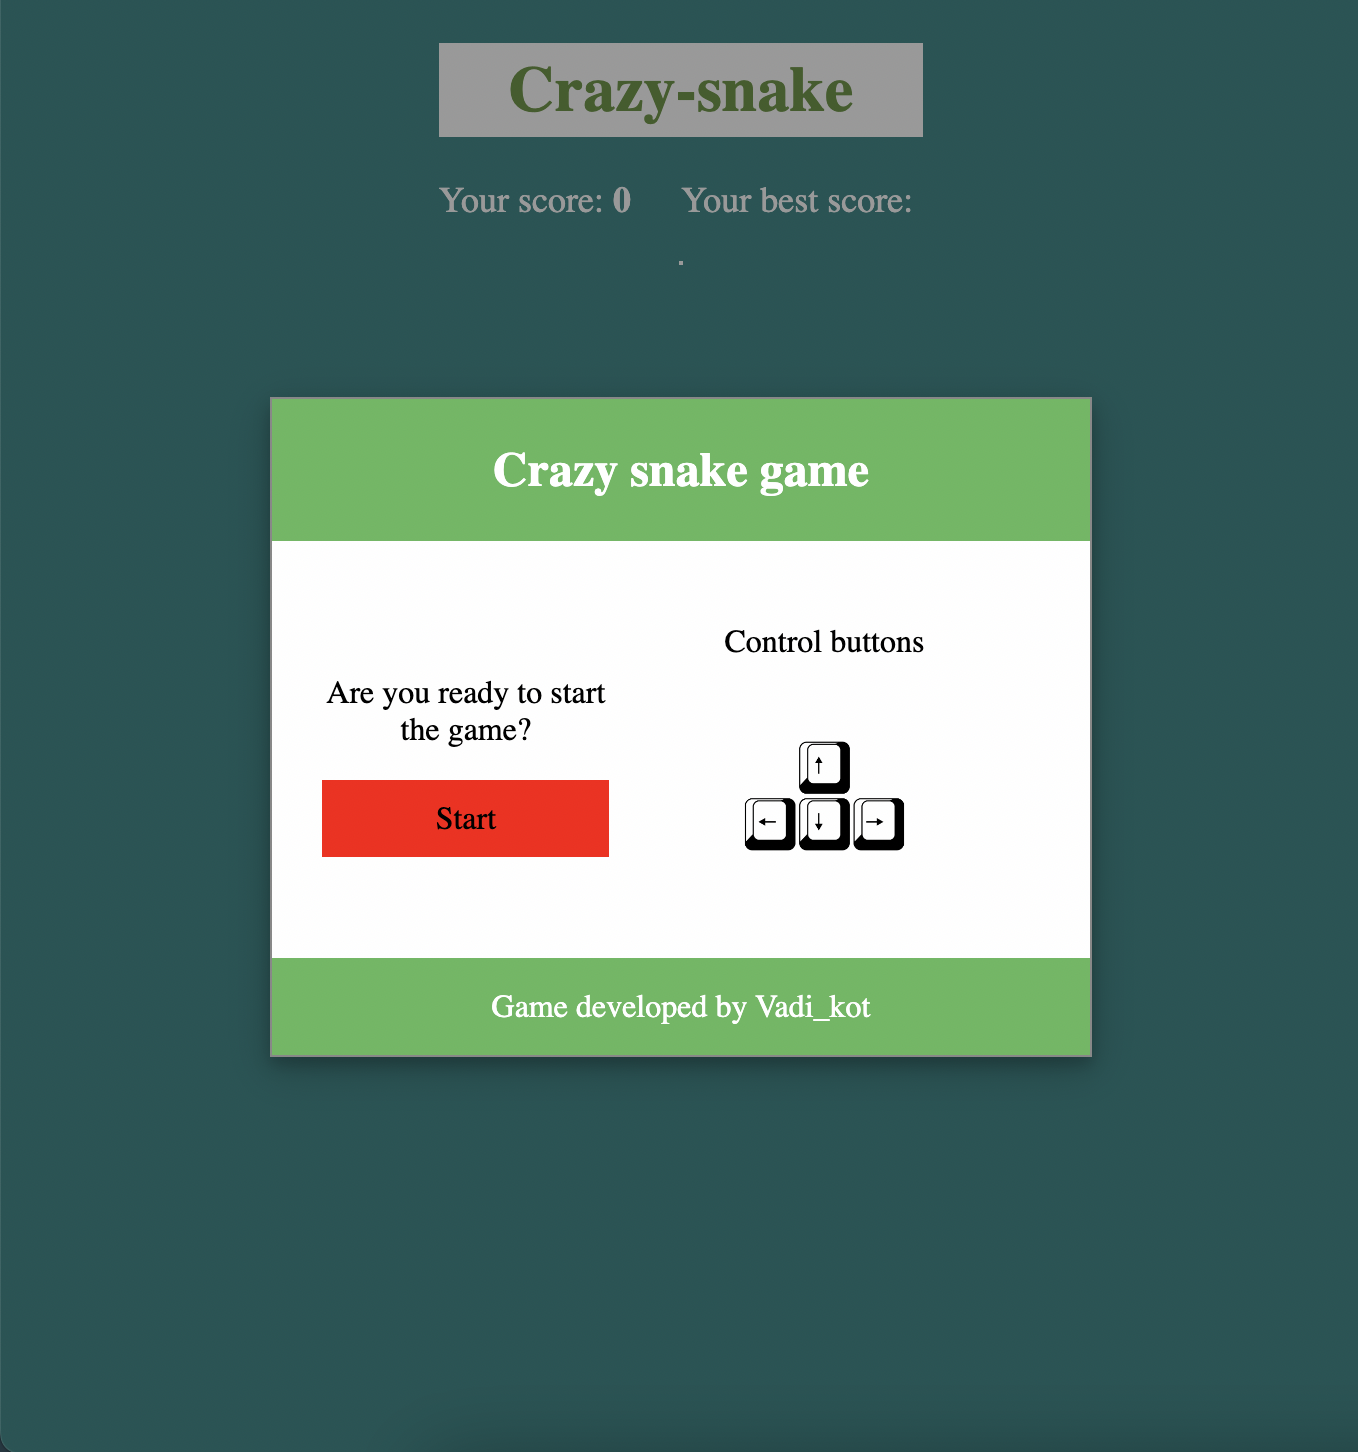 Crazy-snake
Your score: 0 Your best score:
Crazy snake game
Control buttons
Are you ready to start
the game?
↑
← ↓ →
Start
Game developed by Vadi_kot